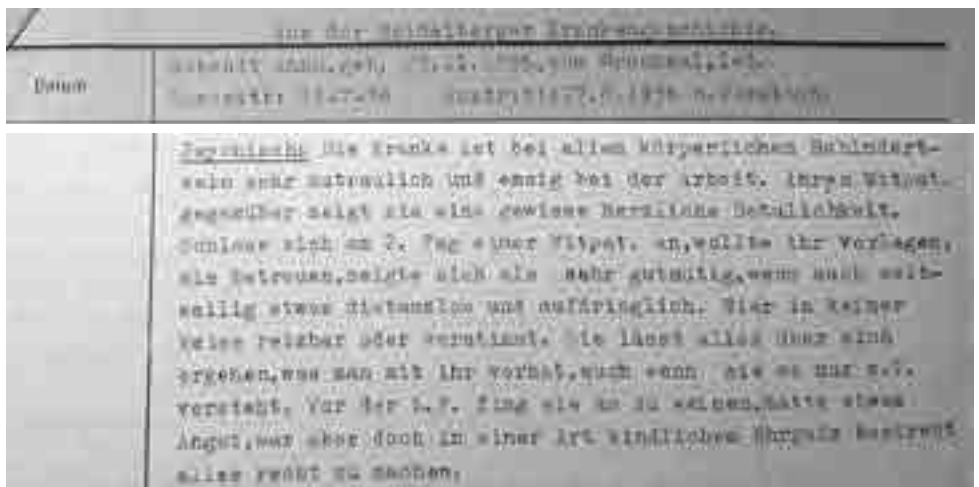 Aus der Heidelberger Krankengeschichte.
Datum
Psychisch: Die Kranke ist bei allem körperlichen Behindert-
sein sehr zutraulich und emsig bei der Arbeit. Ihren Mitpat.
gegenüber zeigt sie eine gewisse herzliche Betulichkeit.
Schloss sich am 2. Tag einer Mitpat. an, wollte ihr vorlegen,
sie betreuen, zeigte sich als sehr gutmütig, wenn auch zeit-
weilig etwas distanzlos und aufdringlich. Hier in keiner
Weise reizbar oder verstimmt. Sie lässt alles über sich
ergehen, was man mit ihr vorhat, auch wenn sie es nur z.T.
versteht. Vor der L.P. fing sie an zu weinen, hatte etwas
Angst, war aber doch in einer Art kindlichem Ehrgeiz bestrebt
alles recht zu machen.